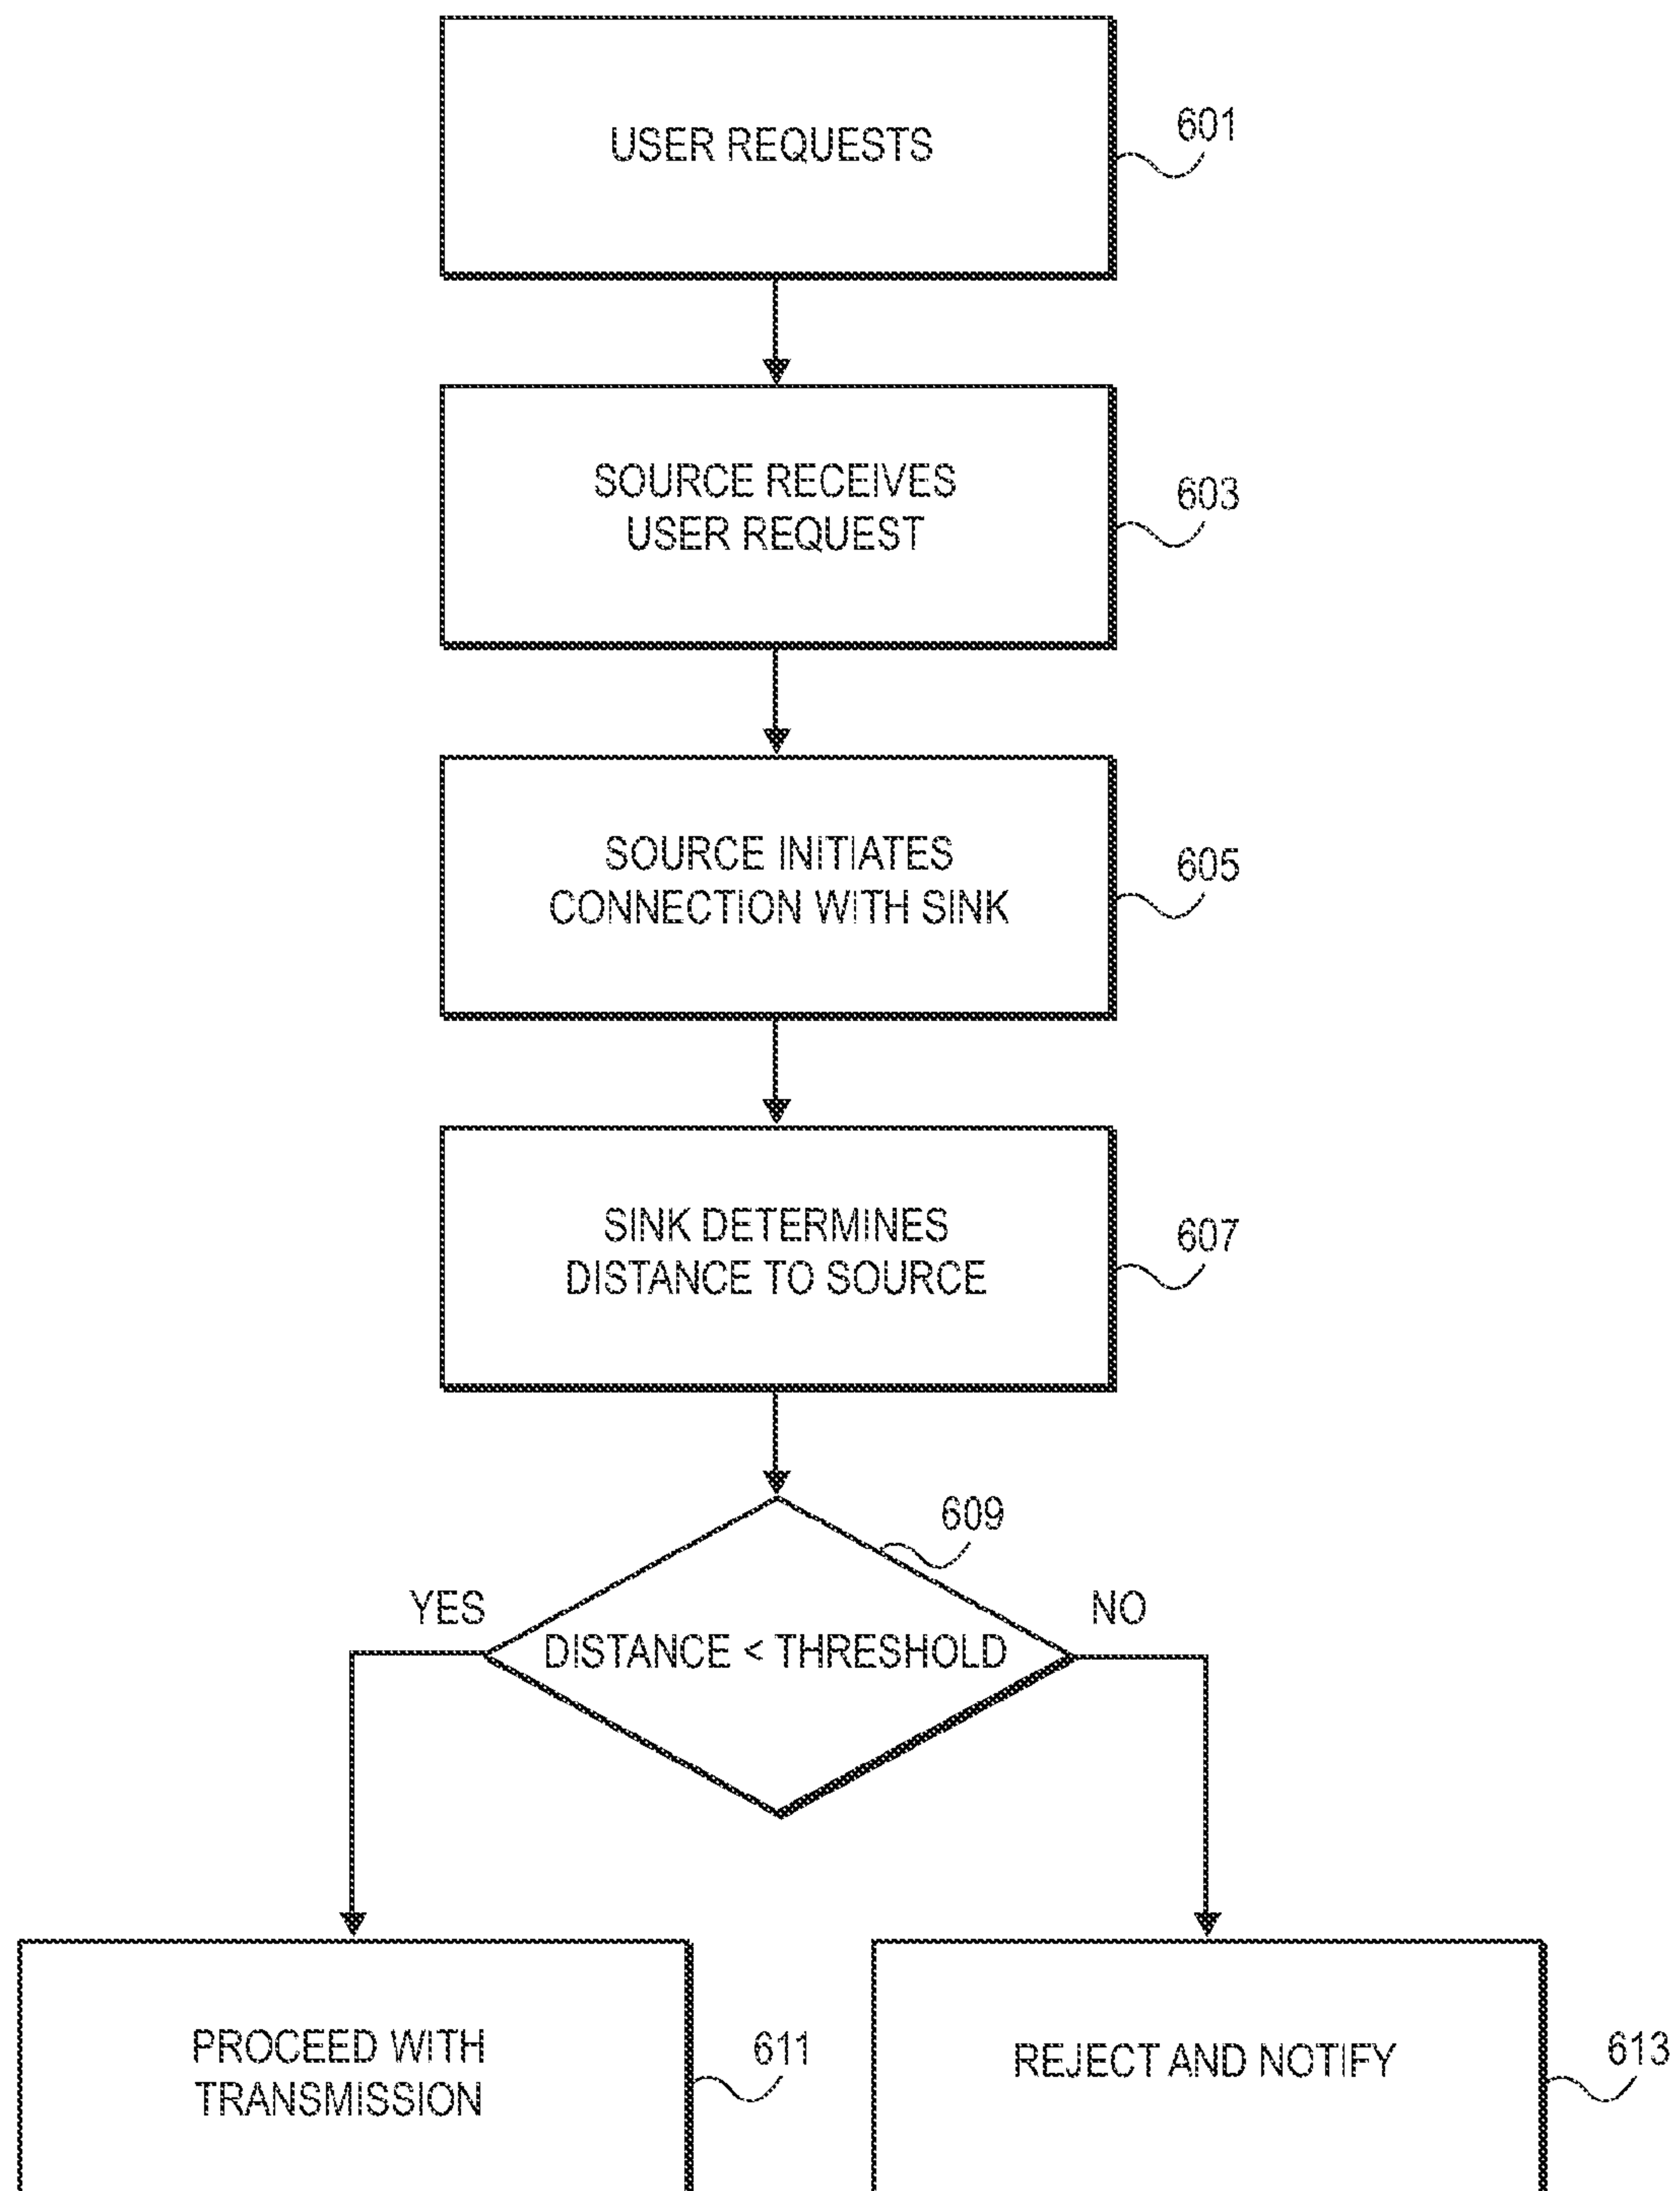 USER REQUESTS
601
SOURCE RECEIVES
USER REQUEST
603
SOURCE INITIATES
CONNECTION WITH SINK
605
SINK DETERMINES
DISTANCE TO SOURCE
607
609
YES
NO
DISTANCE < THRESHOLD
PROCEED WITH
TRANSMISSION
611
REJECT AND NOTIFY
613